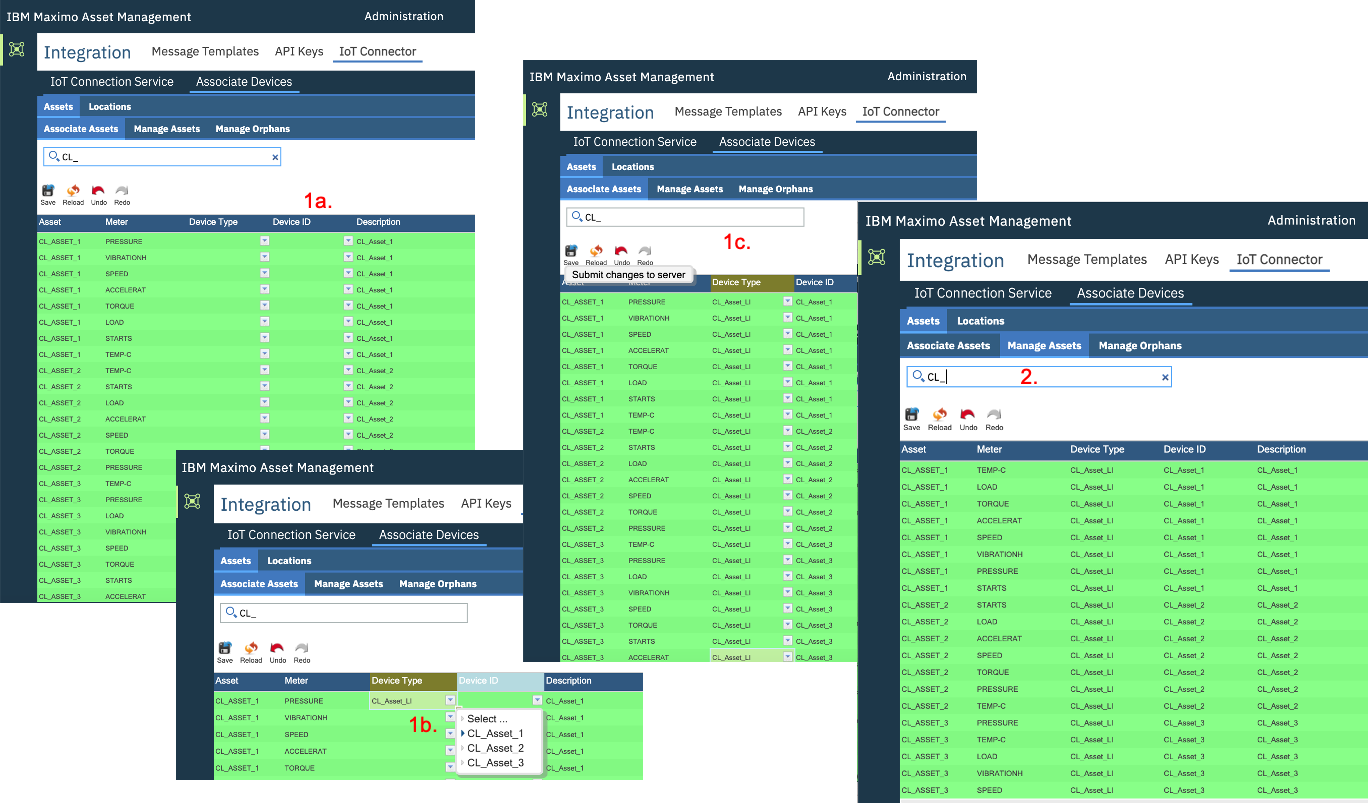 IBM Maximo Asset Management Administration
Integration Message Templates API Keys IoT Connector
IoT Connection Service Associate Devices
Assets Locations
Associate Assets Manage Assets Manage Orphans
CL_ ×
Save Reload Undo Redo
1a.
Asset Meter Device Type Device ID Description
CL_ASSET_1 PRESSURE CL_Asset_1
CL_ASSET_1 VIBRATIONH CL_Asset_1
CL_ASSET_1 SPEED CL_Asset_1
CL_ASSET_1 ACCELERAT CL_Asset_1
CL_ASSET_1 TORQUE CL_Asset_1
CL_ASSET_1 LOAD CL_Asset_1
CL_ASSET_1 STARTS CL_Asset_1
CL_ASSET_1 TEMP-C CL_Asset_1
CL_ASSET_2 TEMP-C CL_Asset_2
CL_ASSET_2 STARTS CL_Asset_2
CL_ASSET_2 LOAD CL_Asset_2
CL_ASSET_2 ACCELERAT CL_Asset_2
CL_ASSET_2 SPEED CL_Asset_2
CL_ASSET_2 TORQUE
CL_ASSET_2 PRESSURE
CL_ASSET_3 TEMP-C
CL_ASSET_3 PRESSURE
CL_ASSET_3 LOAD
CL_ASSET_3 VIBRATIONH
CL_ASSET_3 SPEED
CL_ASSET_3 TORQUE
CL_ASSET_3 STARTS
CL_ASSET_3 ACCELERAT
IBM Maximo Asset Management
Integration Message Templates API Keys
IoT Connection Service Associate Devices
Assets Locations
Associate Assets Manage Assets Manage Orphans
CL_
Save Reload Undo Redo
Asset Meter Device Type Device ID Description
CL_ASSET_1 PRESSURE CL_Asset_LI CL_Asset_1
CL_ASSET_1 VIBRATIONH CL_Asset_1
CL_ASSET_1 SPEED CL_Asset_1
CL_ASSET_1 ACCELERAT CL_Asset_1
CL_ASSET_1 TORQUE CL_Asset_1
1b.
Select ...
CL_Asset_1
CL_Asset_2
CL_Asset_3
IBM Maximo Asset Management Administration
Integration Message Templates API Keys IoT Connector
IoT Connection Service Associate Devices
Assets Locations
Associate Assets Manage Assets Manage Orphans
CL_
1c.
Save Reload Undo Redo
Submit changes to server
Device Type Device ID
CL_ASSET_1 PRESSURE CL_Asset_LI CL_Asset_1
CL_ASSET_1 VIBRATIONH CL_Asset_LI CL_Asset_1
CL_ASSET_1 SPEED CL_Asset_LI CL_Asset_1
CL_ASSET_1 ACCELERAT CL_Asset_LI CL_Asset_1
CL_ASSET_1 TORQUE CL_Asset_LI CL_Asset_1
CL_ASSET_1 LOAD CL_Asset_LI CL_Asset_1
CL_ASSET_1 STARTS CL_Asset_LI CL_Asset_1
CL_ASSET_1 TEMP-C CL_Asset_LI CL_Asset_1
CL_ASSET_2 TEMP-C CL_Asset_LI CL_Asset_2
CL_ASSET_2 STARTS CL_Asset_LI CL_Asset_2
CL_ASSET_2 LOAD CL_Asset_LI CL_Asset_2
CL_ASSET_2 ACCELERAT CL_Asset_LI CL_Asset_2
CL_ASSET_2 SPEED CL_Asset_LI CL_Asset_2
CL_ASSET_2 TORQUE CL_Asset_LI CL_Asset_2
CL_ASSET_2 PRESSURE CL_Asset_LI CL_Asset_2
CL_ASSET_3 TEMP-C CL_Asset_LI CL_Asset_3
CL_ASSET_3 PRESSURE CL_Asset_LI CL_Asset_3
CL_ASSET_3 LOAD CL_Asset_LI CL_Asset_3
CL_ASSET_3 VIBRATIONH CL_Asset_LI CL_Asset_3
CL_ASSET_3 SPEED CL_Asset_LI CL_Asset_3
CL_ASSET_3 TORQUE CL_Asset_LI CL_Asset_3
CL_ASSET_3 STARTS CL_Asset_LI CL_Asset_3
CL_ASSET_3 ACCELERAT CL_Asset_LI CL_Asset_3
IBM Maximo Asset Management Administration
Integration Message Templates API Keys IoT Connector
IoT Connection Service Associate Devices
Assets Locations
Associate Assets Manage Assets Manage Orphans
CL_ 2. ×
Save Reload Undo Redo
Asset Meter Device Type Device ID Description
CL_ASSET_1 TEMP-C CL_Asset_LI CL_Asset_1 CL_Asset_1
CL_ASSET_1 LOAD CL_Asset_LI CL_Asset_1 CL_Asset_1
CL_ASSET_1 TORQUE CL_Asset_LI CL_Asset_1 CL_Asset_1
CL_ASSET_1 ACCELERAT CL_Asset_LI CL_Asset_1 CL_Asset_1
CL_ASSET_1 SPEED CL_Asset_LI CL_Asset_1 CL_Asset_1
CL_ASSET_1 VIBRATIONH CL_Asset_LI CL_Asset_1 CL_Asset_1
CL_ASSET_1 PRESSURE CL_Asset_LI CL_Asset_1 CL_Asset_1
CL_ASSET_1 STARTS CL_Asset_LI CL_Asset_1 CL_Asset_1
CL_ASSET_2 STARTS CL_Asset_LI CL_Asset_2 CL_Asset_2
CL_ASSET_2 LOAD CL_Asset_LI CL_Asset_2 CL_Asset_2
CL_ASSET_2 ACCELERAT CL_Asset_LI CL_Asset_2 CL_Asset_2
CL_ASSET_2 SPEED CL_Asset_LI CL_Asset_2 CL_Asset_2
CL_ASSET_2 TORQUE CL_Asset_LI CL_Asset_2 CL_Asset_2
CL_ASSET_2 PRESSURE CL_Asset_LI CL_Asset_2 CL_Asset_2
CL_ASSET_2 TEMP-C CL_Asset_LI CL_Asset_2 CL_Asset_2
CL_ASSET_3 PRESSURE CL_Asset_LI CL_Asset_3 CL_Asset_3
CL_ASSET_3 TEMP-C CL_Asset_LI CL_Asset_3 CL_Asset_3
CL_ASSET_3 LOAD CL_Asset_LI CL_Asset_3 CL_Asset_3
CL_ASSET_3 VIBRATIONH CL_Asset_LI CL_Asset_3 CL_Asset_3
CL_ASSET_3 SPEED CL_Asset_LI CL_Asset_3 CL_Asset_3